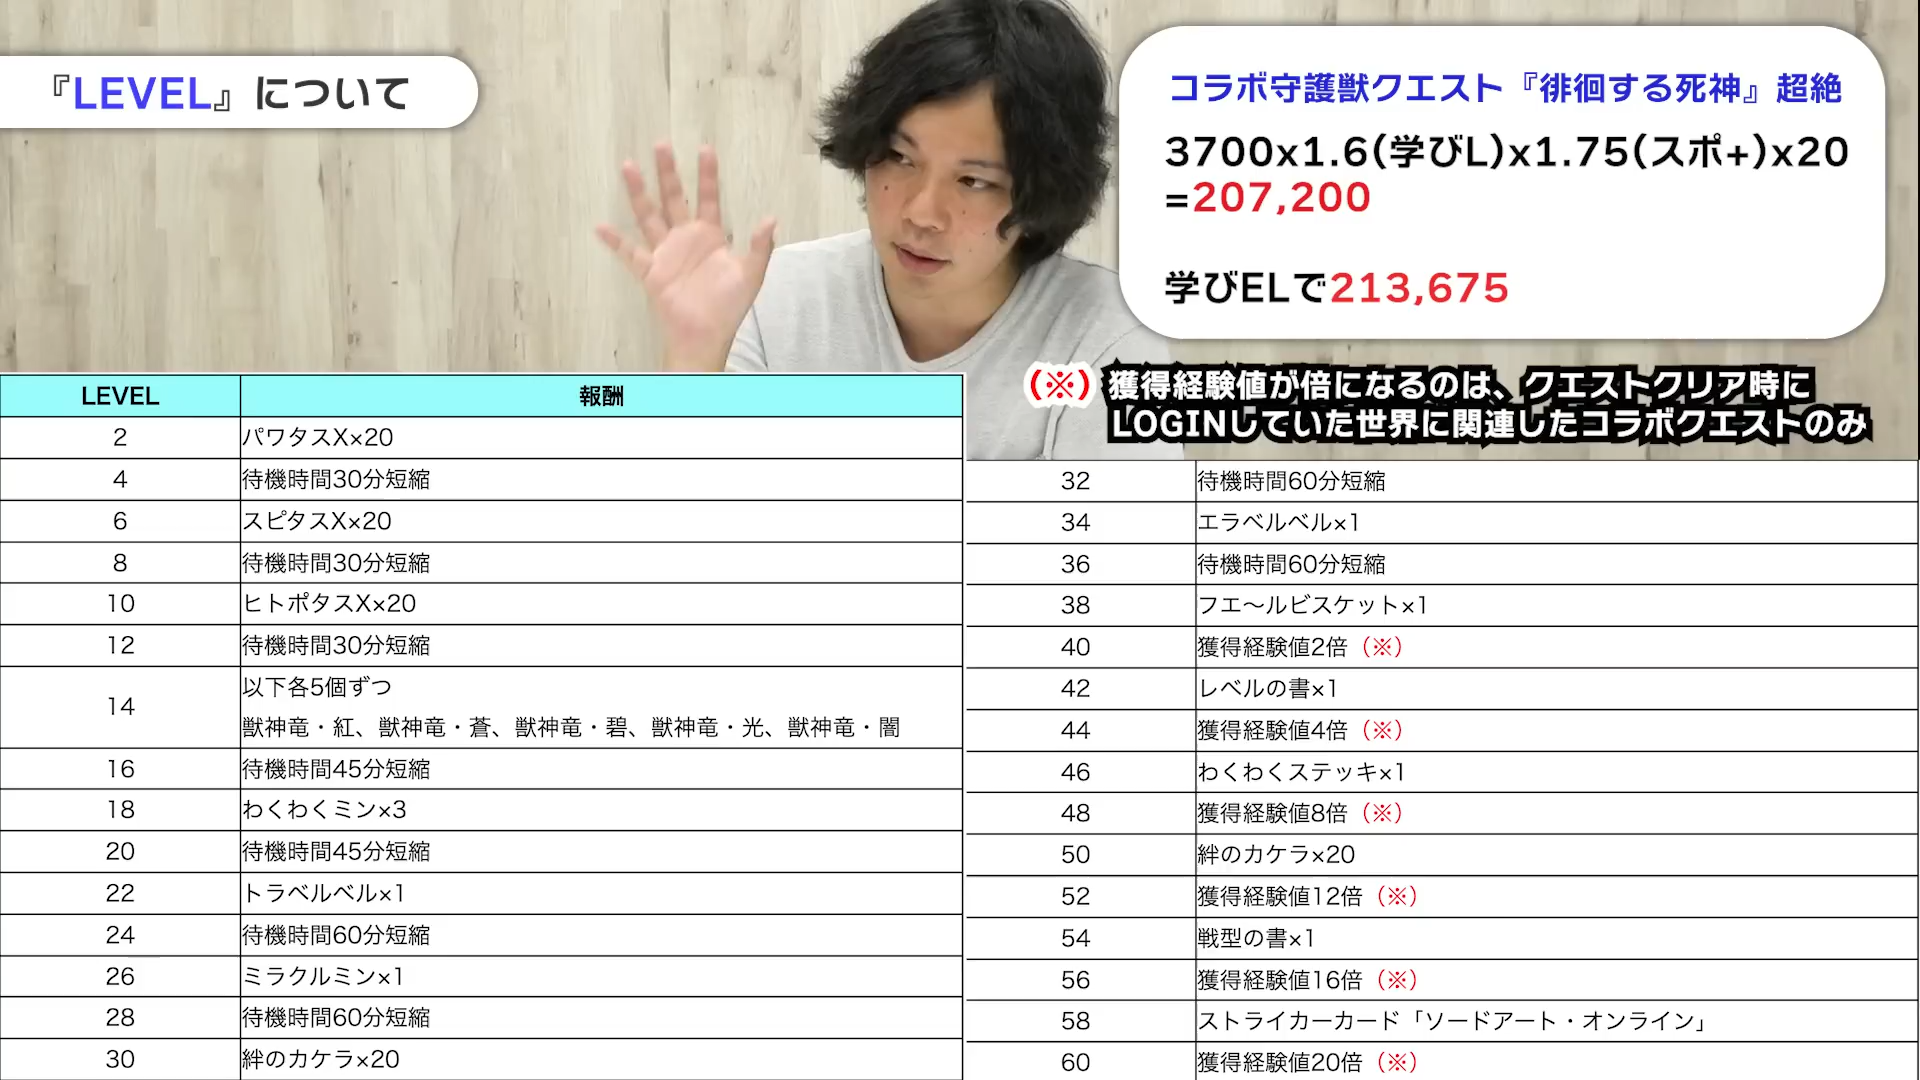 『LEVEL』について
コラボ守護獣クエスト『徘徊する死神』超絶
3700x1.6(学びL)x1.75(スポ+)x20
=207,200
学びELで213,675
(※) 獲得経験値が倍になるのは、クエストクリア時に
LOGINしていた世界に関連したコラボクエストのみ
LEVEL 報酬
2 パワタスX×20
4 待機時間30分短縮
6 スピタスX×20
8 待機時間30分短縮
10 ヒトポタスX×20
12 待機時間30分短縮
14 以下各5個ずつ
獣神竜・紅、獣神竜・蒼、獣神竜・碧、獣神竜・光、獣神竜・闇
16 待機時間45分短縮
18 わくわくミン×3
20 待機時間45分短縮
22 トラベルベル×1
24 待機時間60分短縮
26 ミラクルミン×1
28 待機時間60分短縮
30 絆のカケラ×20
32 待機時間60分短縮
34 エラベルベル×1
36 待機時間60分短縮
38 フエ〜ルビスケット×1
40 獲得経験値2倍（※）
42 レベルの書×1
44 獲得経験値4倍（※）
46 わくわくステッキ×1
48 獲得経験値8倍（※）
50 絆のカケラ×20
52 獲得経験値12倍（※）
54 戦型の書×1
56 獲得経験値16倍（※）
58 ストライカーカード「ソードアート・オンライン」
60 獲得経験値20倍（※）